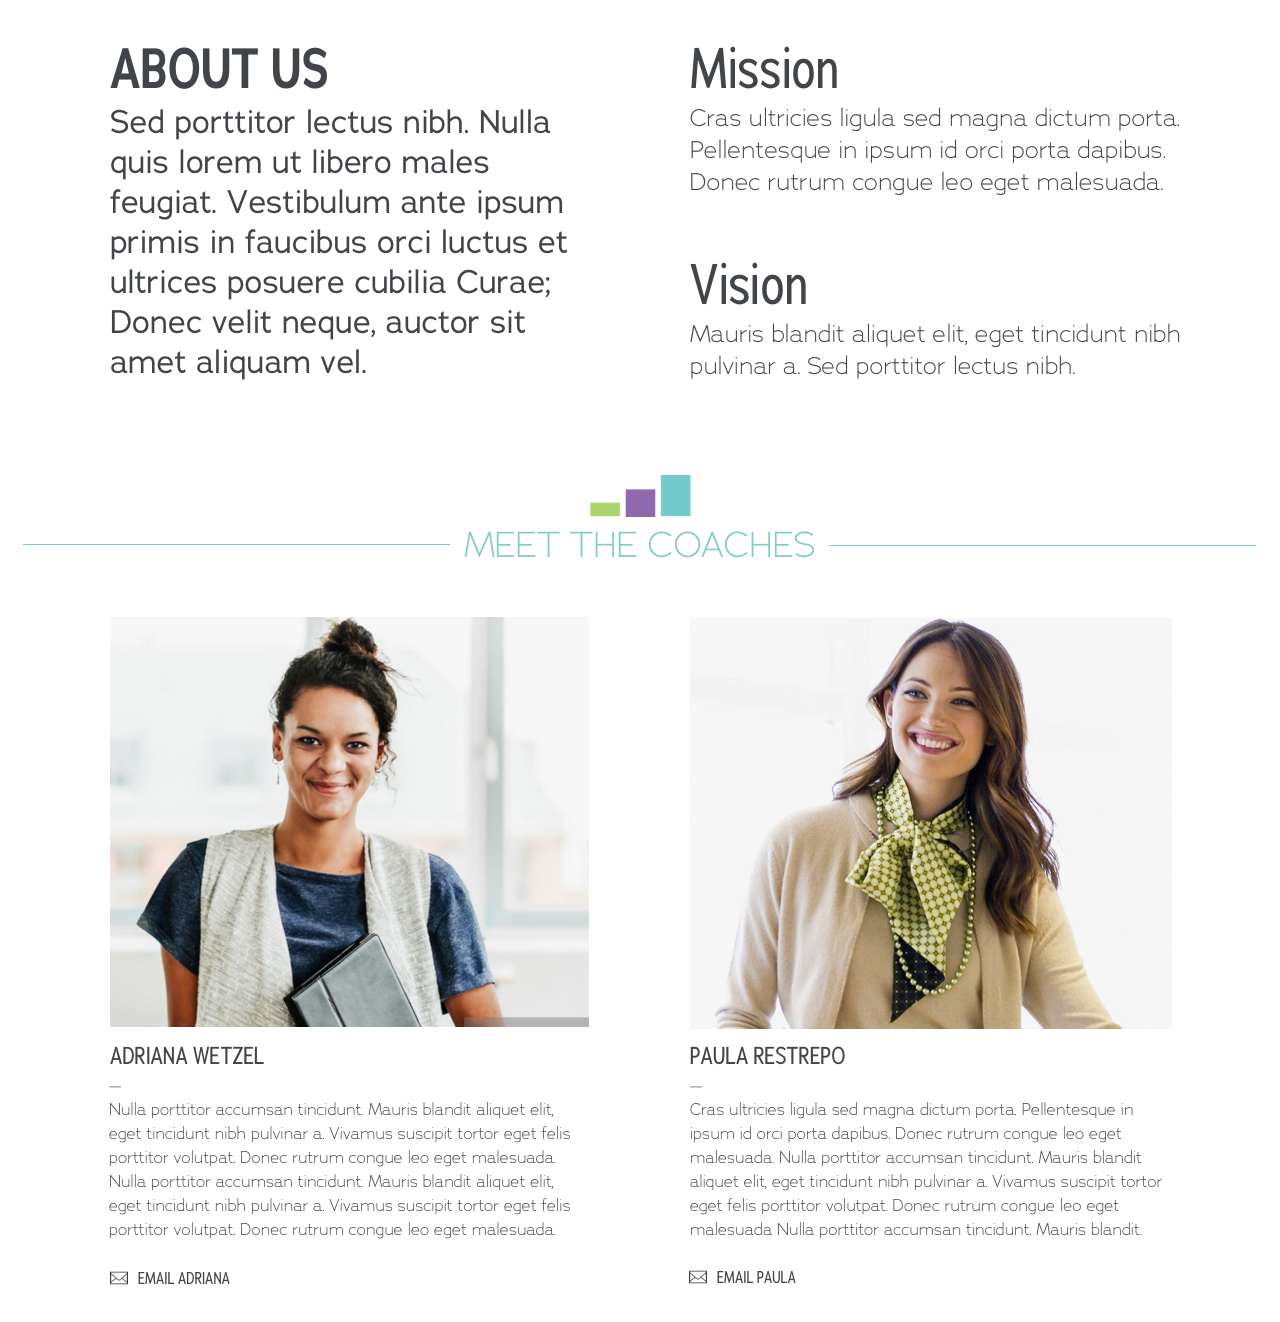 ABOUT US
Sed porttitor lectus nibh. Nulla
quis lorem ut libero males
feugiat. Vestibulum ante ipsum
primis in faucibus orci luctus et
ultrices posuere cubilia Curae;
Donec velit neque, auctor sit
amet aliquam vel.
Mission
Cras ultricies ligula sed magna dictum porta.
Pellentesque in ipsum id orci porta dapibus.
Donec rutrum congue leo eget malesuada.
Vision
Mauris blandit aliquet elit, eget tincidunt nibh
pulvinar a. Sed porttitor lectus nibh.
MEET THE COACHES
ADRIANA WETZEL
—
Nulla porttitor accumsan tincidunt. Mauris blandit aliquet elit,
eget tincidunt nibh pulvinar a. Vivamus suscipit tortor eget felis
porttitor volutpat. Donec rutrum congue leo eget malesuada.
Nulla porttitor accumsan tincidunt. Mauris blandit aliquet elit,
eget tincidunt nibh pulvinar a. Vivamus suscipit tortor eget felis
porttitor volutpat. Donec rutrum congue leo eget malesuada.
EMAIL ADRIANA
PAULA RESTREPO
—
Cras ultricies ligula sed magna dictum porta. Pellentesque in
ipsum id orci porta dapibus. Donec rutrum congue leo eget
malesuada. Nulla porttitor accumsan tincidunt. Mauris blandit
aliquet elit, eget tincidunt nibh pulvinar a. Vivamus suscipit tortor
eget felis porttitor volutpat. Donec rutrum congue leo eget
malesuada Nulla porttitor accumsan tincidunt. Mauris blandit.
EMAIL PAULA